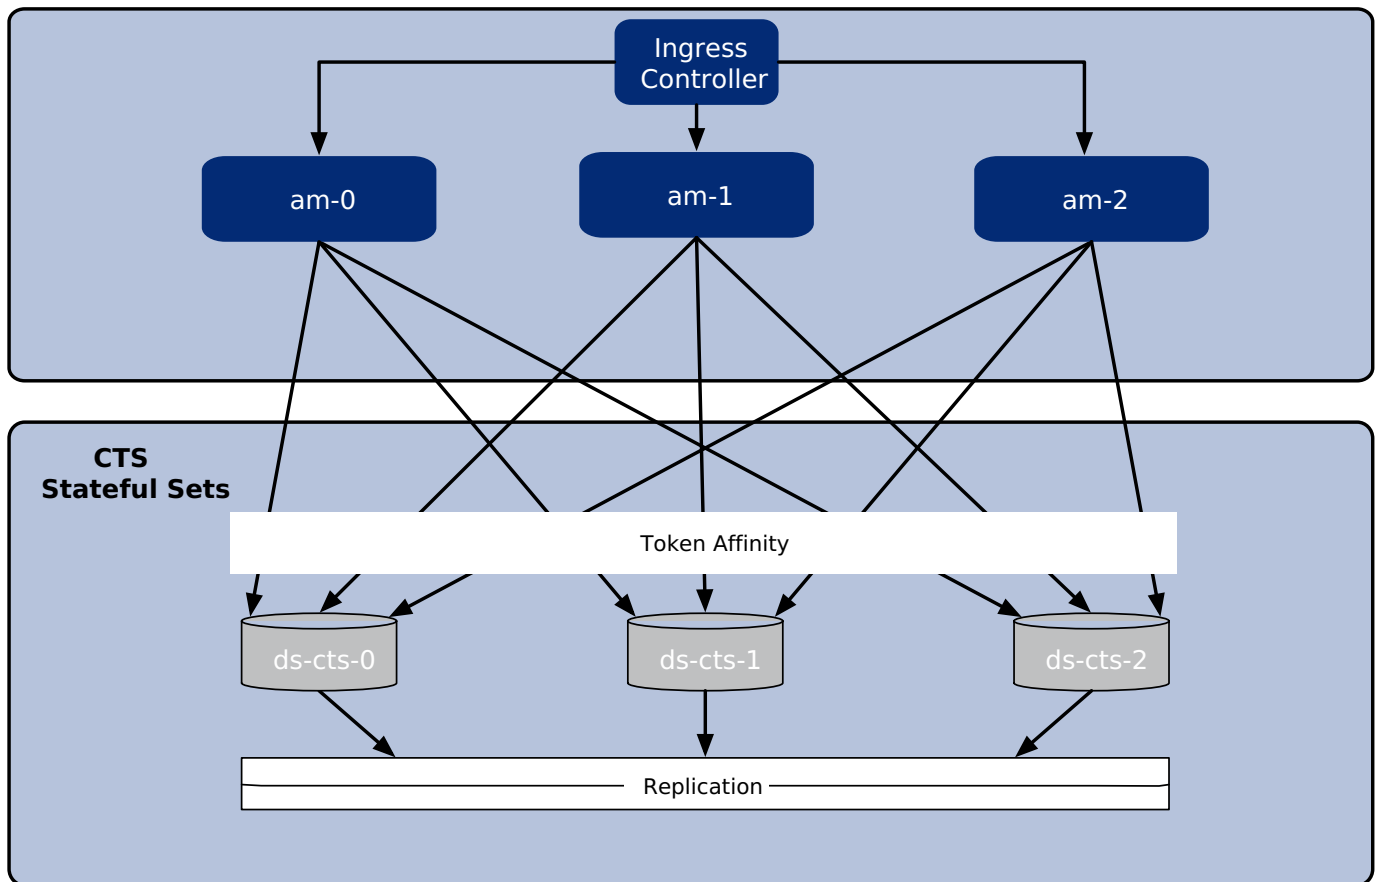 Ingress
Controller
am-0
am-1
am-2
CTS
Stateful Sets
Token Affinity
ds-cts-0
ds-cts-1
ds-cts-2
Replication